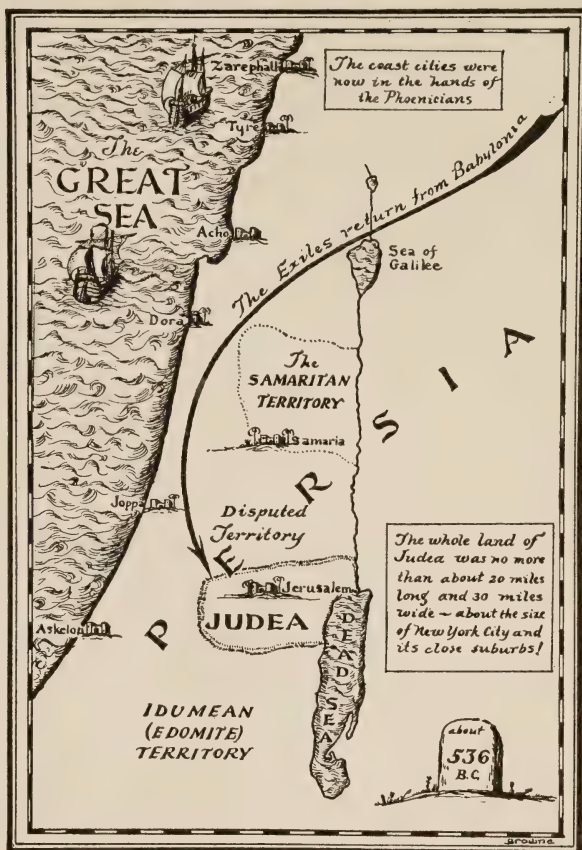 Zarephath
The coast cities were
now in the hands of
the Phoenicians
Tyre
The
GREAT
SEA
The Exiles return from Babylonia
Acho
Sea of
Galilee
Dora
The
SAMARITAN
TERRITORY
Samaria
PERSIA
Joppa
Disputed
Territory
The whole land of
Judea was no more
than about 20 miles
long and 30 miles
wide ~ about the size
of New York City and
its close suburbs!
Jerusalem
JUDEA
DEAD SEA
Askelon
IDUMEAN
(EDOMITE)
TERRITORY
about
536
B.C.
Browne